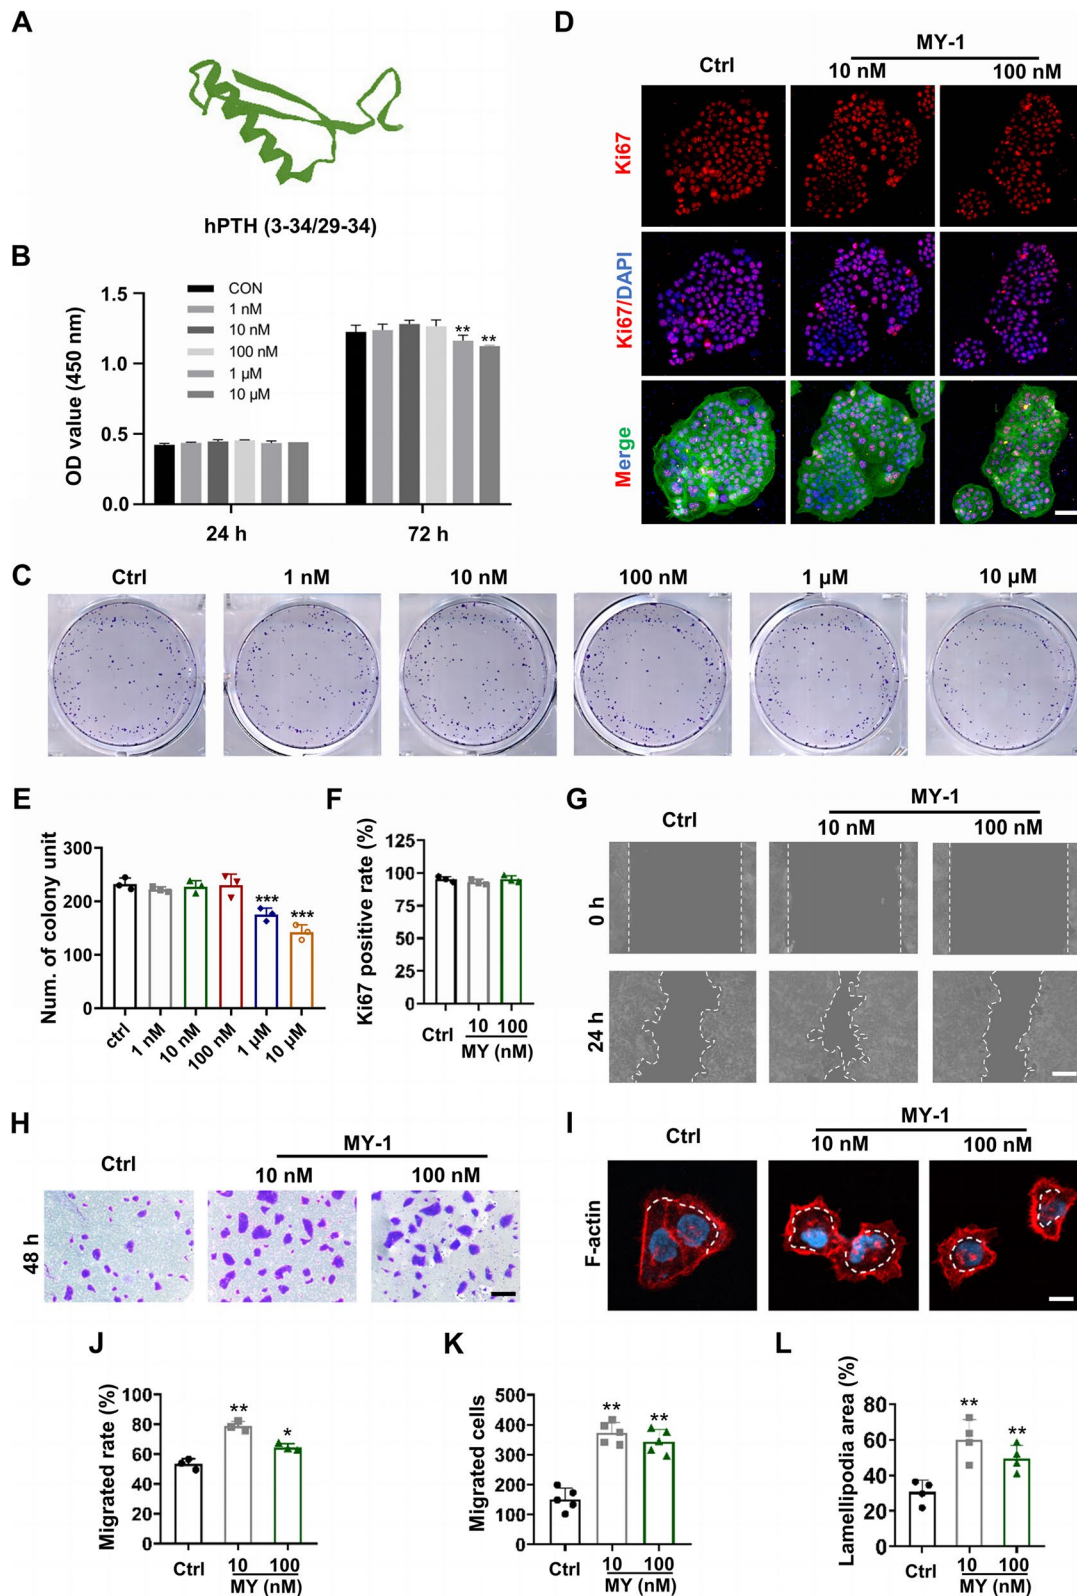 A
hPTH (3-34/29-34)
B
OD value (450 nm)
1.5
1.0
0.5
0.0
CON
1 nM
10 nM
100 nM
1 µM
10 µM
**
**
24 h
72 h
C
Ctrl
1 nM
10 nM
100 nM
1 µM
10 µM
D
MY-1
Ctrl
10 nM
100 nM
Ki67
Ki67/DAPI
Merge
E
Num. of colony unit
300
200
100
0
***
***
ctrl
1 nM
10 nM
100 nM
1 µM
10 µM
F
Ki67 positive rate (%)
125
100
75
50
25
0
Ctrl
10
100
MY (nM)
G
MY-1
Ctrl
10 nM
100 nM
0 h
24 h
H
MY-1
Ctrl
10 nM
100 nM
48 h
I
MY-1
Ctrl
10 nM
100 nM
F-actin
J
Migrated rate (%)
100
80
60
40
20
0
**
*
Ctrl
10
100
MY (nM)
K
Migrated cells
500
400
300
200
100
0
**
**
Ctrl
10
100
MY (nM)
L
Lamellipodia area (%)
80
60
40
20
0
**
**
Ctrl
10
100
MY (nM)